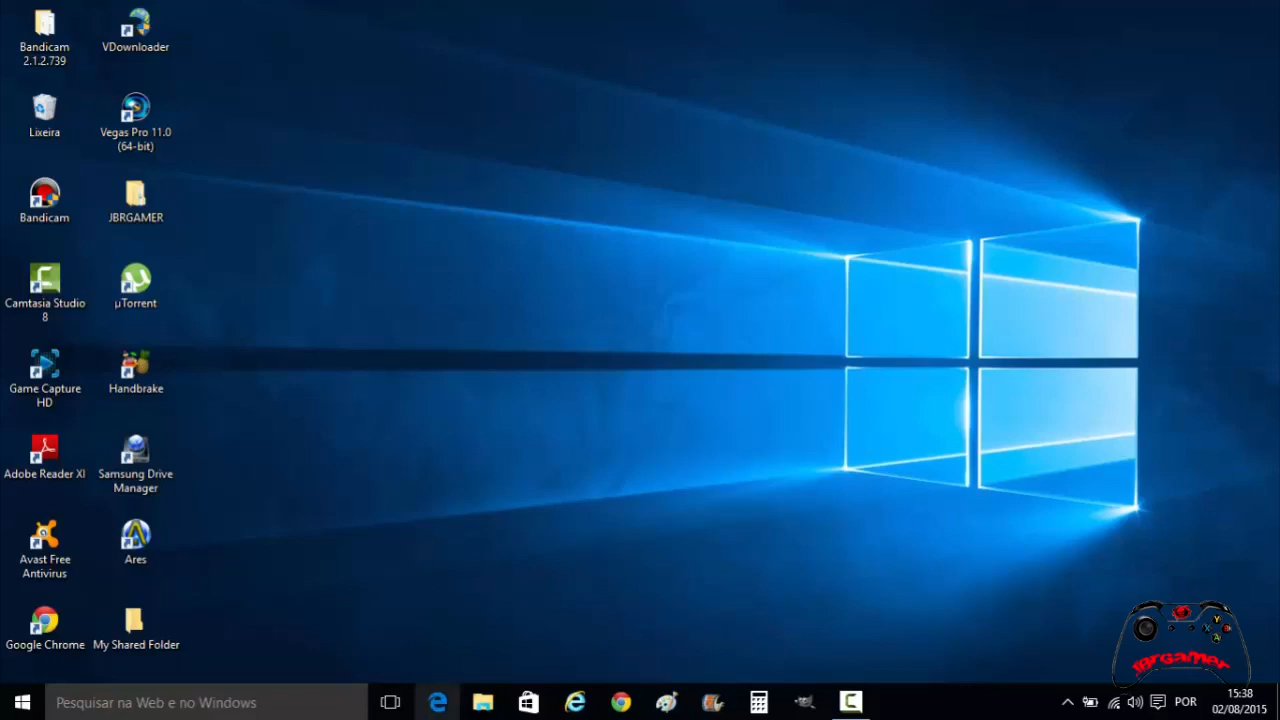 Bandicam
2.1.2.739
VDownloader
Lixeira
Vegas Pro 11.0
(64-bit)
Bandicam
JBRGAMER
Camtasia Studio
8
µTorrent
Game Capture
HD
Handbrake
Adobe Reader XI
Samsung Drive
Manager
Avast Free
Antivirus
Ares
Google Chrome
My Shared Folder
Y
X
B
A
jbrgamer
Pesquisar na Web e no Windows
POR
15:38
02/08/2015